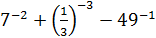 7⁻² + (1/3)⁻³ − 49⁻¹